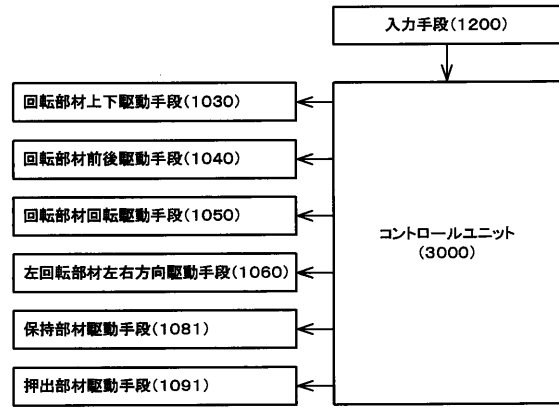 入力手段(1200)
回転部材上下駆動手段(1030)
回転部材前後駆動手段(1040)
回転部材回転駆動手段(1050)
左回転部材左右方向駆動手段(1060)
保持部材駆動手段(1081)
押出部材駆動手段(1091)
コントロールユニット
(3000)